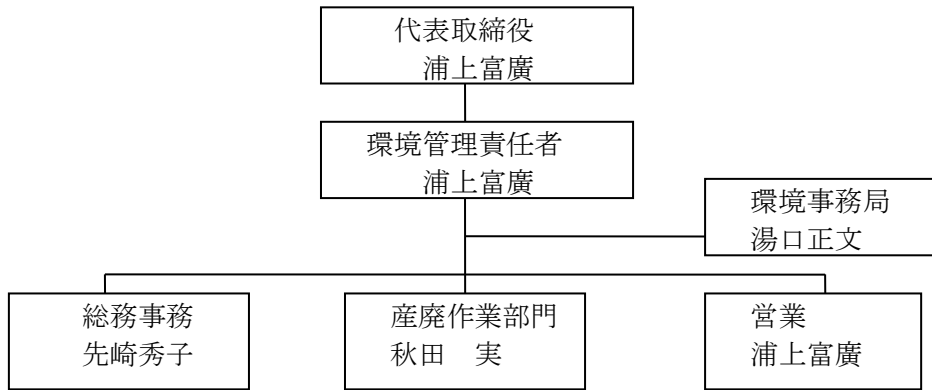 代表取締役
浦上富廣
環境管理責任者
浦上富廣
環境事務局
湯口正文
総務事務
先崎秀子
産廃作業部門
秋田　実
営業
浦上富廣